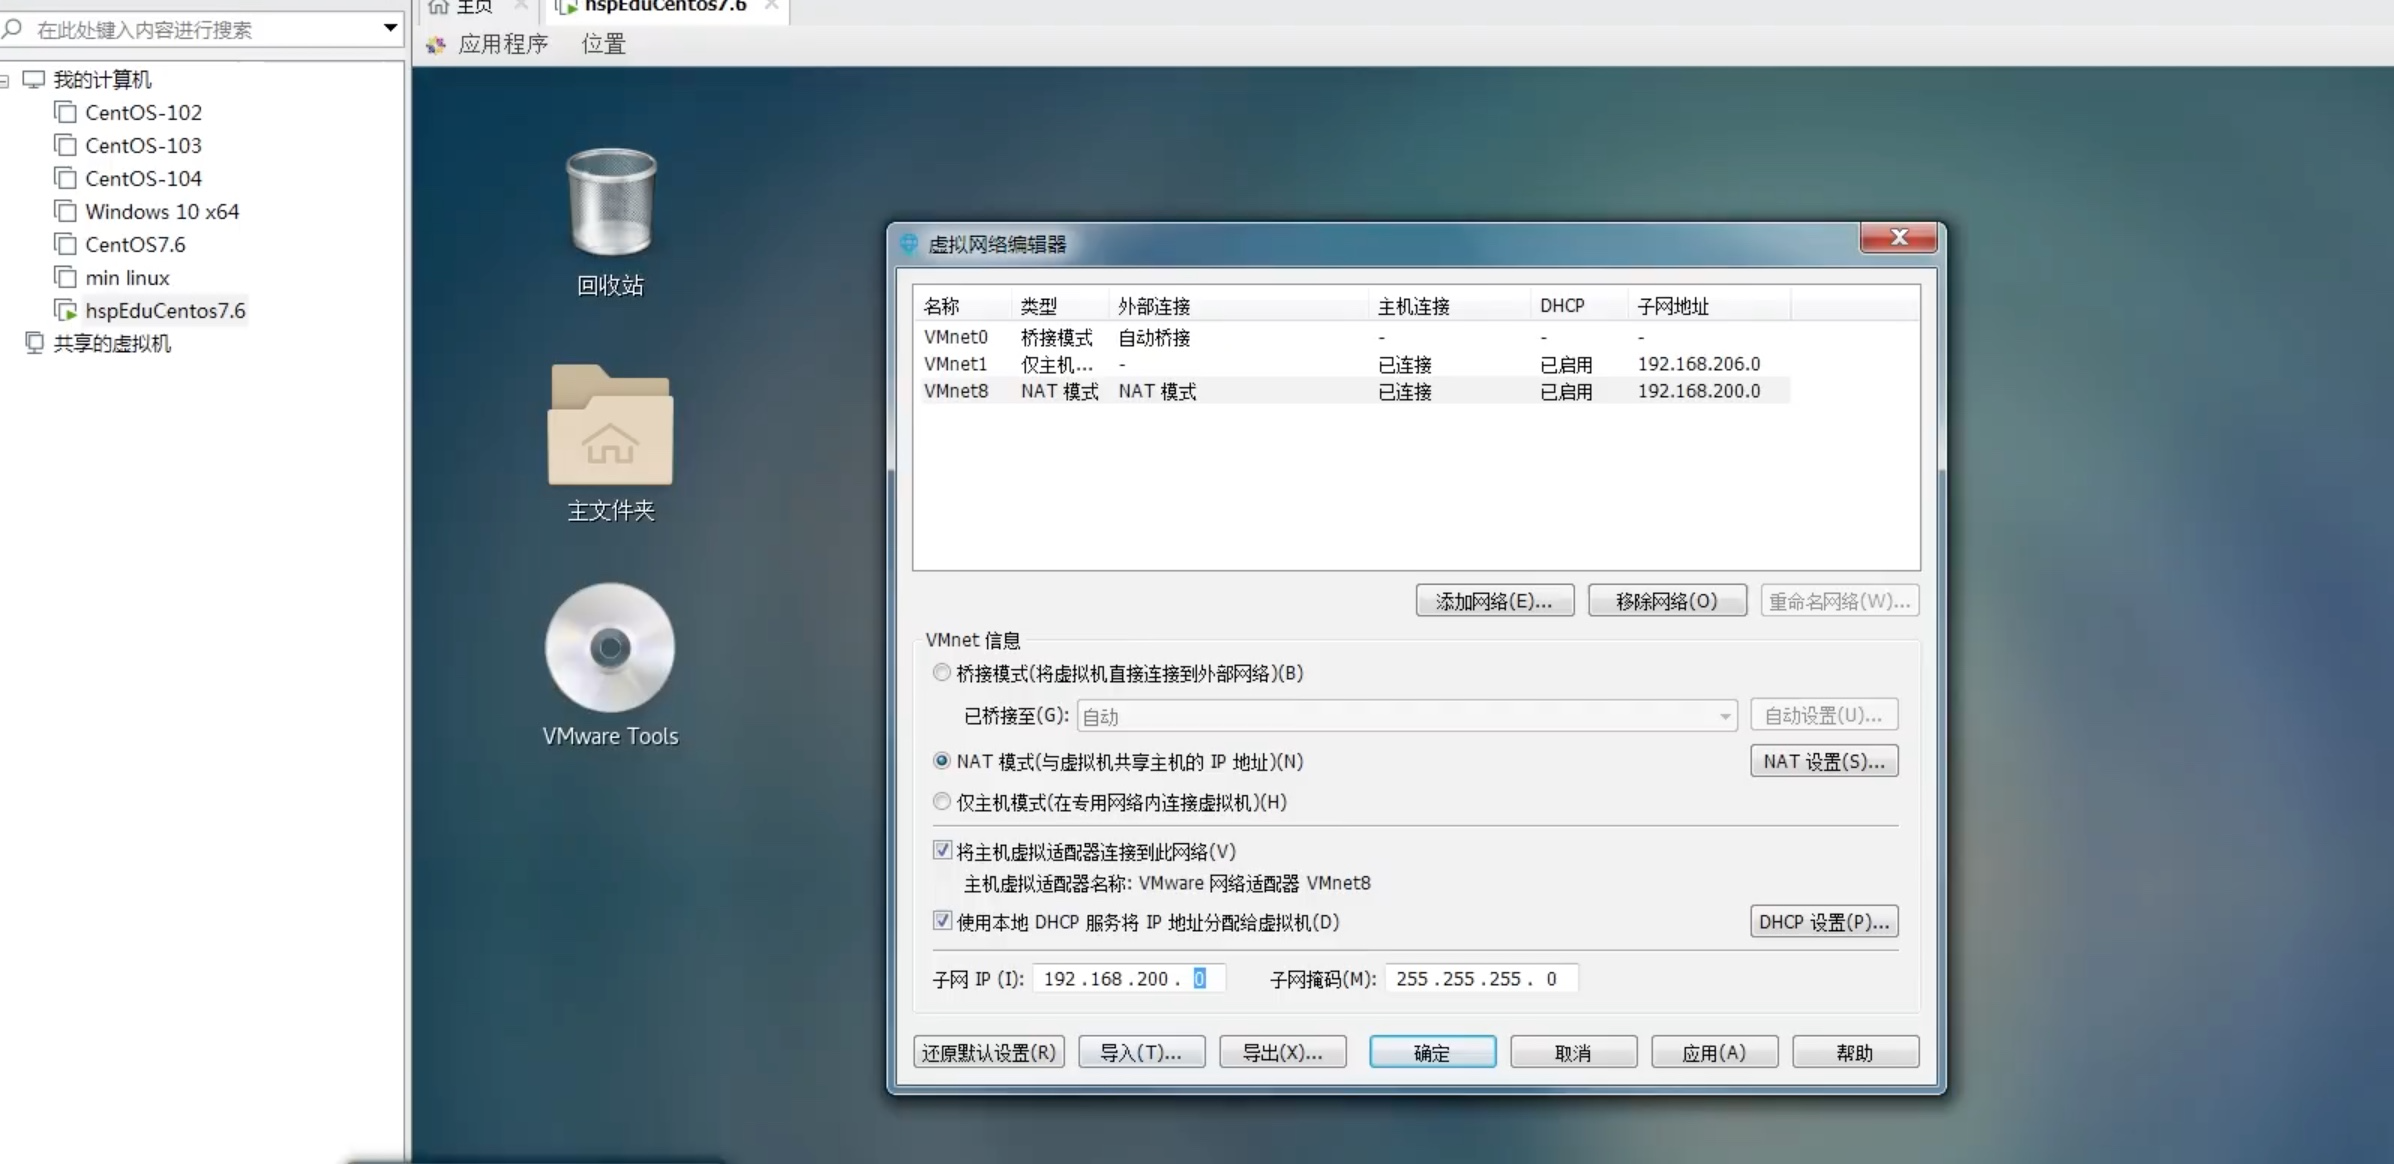 主页
hspEduCentos7.6
在此处键入内容进行搜索
应用程序 位置
我的计算机
CentOS-102
CentOS-103
CentOS-104
Windows 10 x64
CentOS7.6
min linux
hspEduCentos7.6
共享的虚拟机
回收站
主文件夹
VMware Tools
虚拟网络编辑器
名称 类型 外部连接 主机连接 DHCP 子网地址
VMnet0 桥接模式 自动桥接 - - -
VMnet1 仅主机... - 已连接 已启用 192.168.206.0
VMnet8 NAT 模式 NAT 模式 已连接 已启用 192.168.200.0
添加网络(E)... 移除网络(O) 重命名网络(W)...
VMnet 信息
桥接模式(将虚拟机直接连接到外部网络)(B)
已桥接至(G): 自动 自动设置(U)...
NAT 模式(与虚拟机共享主机的 IP 地址)(N) NAT 设置(S)...
仅主机模式(在专用网络内连接虚拟机)(H)
将主机虚拟适配器连接到此网络(V)
主机虚拟适配器名称: VMware 网络适配器 VMnet8
使用本地 DHCP 服务将 IP 地址分配给虚拟机(D) DHCP 设置(P)...
子网 IP (I): 192 .168 .200 . 0 子网掩码(M): 255 .255 .255 . 0
还原默认设置(R) 导入(T)... 导出(X)... 确定 取消 应用(A) 帮助